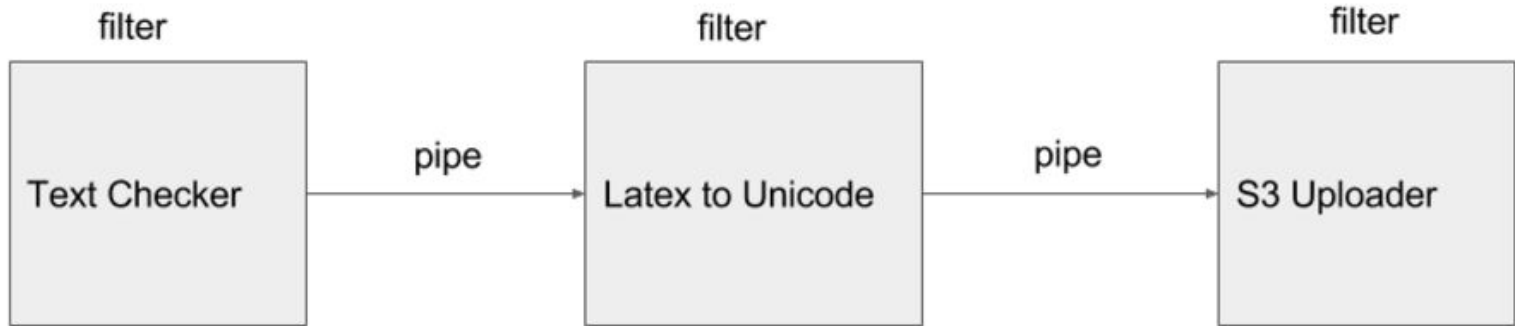 filter
filter
filter
pipe
pipe
Text Checker
Latex to Unicode
S3 Uploader